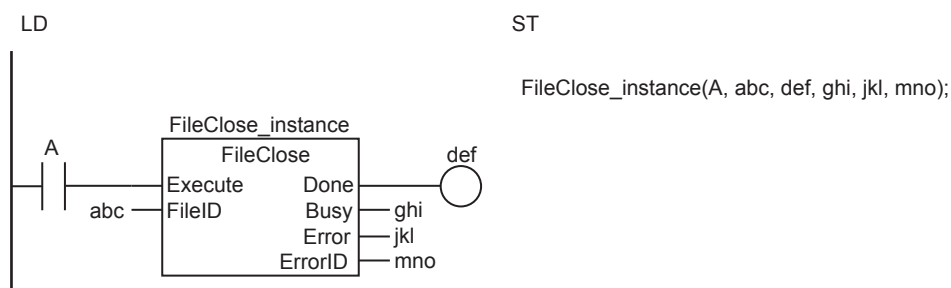 LD
ST
FileClose_instance(A, abc, def, ghi, jkl, mno);
FileClose_instance
A
FileClose
def
Execute Done
abc FileID Busy ghi
Error jkl
ErrorID mno